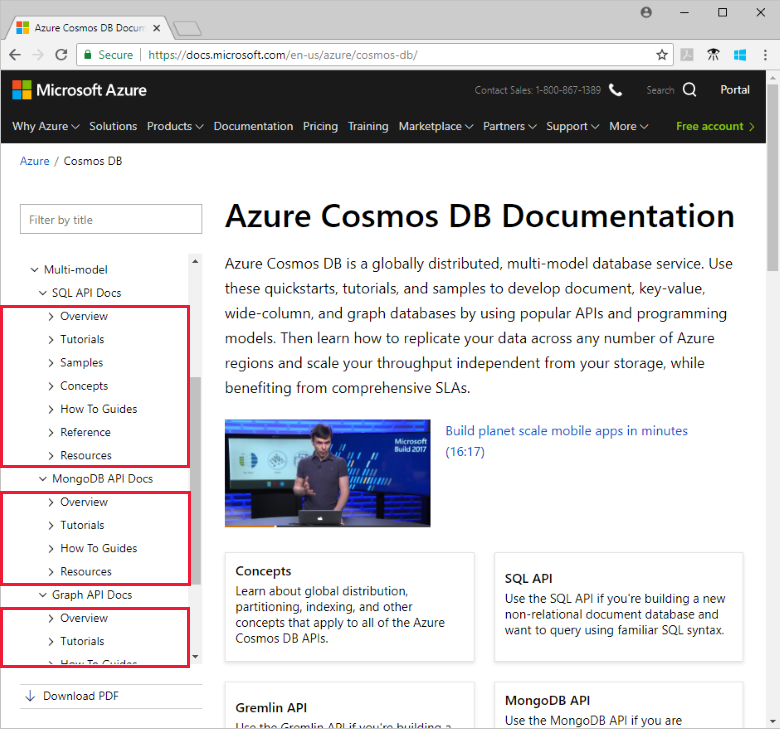 Azure Cosmos DB Docum
Secure
https://docs.microsoft.com/en-us/azure/cosmos-db/
Microsoft Azure
Contact Sales: 1-800-867-1389
Search
Portal
Why Azure
Solutions
Products
Documentation
Pricing
Training
Marketplace
Partners
Support
More
Free account
Azure / Cosmos DB
Filter by title
Multi-model
SQL API Docs
Overview
Tutorials
Samples
Concepts
How To Guides
Reference
Resources
MongoDB API Docs
Overview
Tutorials
How To Guides
Resources
Graph API Docs
Overview
Tutorials
How To Guides
Download PDF
Azure Cosmos DB Documentation
Azure Cosmos DB is a globally distributed, multi-model database service. Use
these quickstarts, tutorials, and samples to develop document, key-value,
wide-column, and graph databases by using popular APIs and programming
models. Then learn how to replicate your data across any number of Azure
regions and scale your throughput independent from your storage, while
benefiting from comprehensive SLAs.
Microsoft
Build 2017
Build planet scale mobile apps in minutes
(16:17)
Concepts
Learn about global distribution,
partitioning, indexing, and other
concepts that apply to all of the Azure
Cosmos DB APIs.
SQL API
Use the SQL API if you're building a new
non-relational document database and
want to query using familiar SQL syntax.
Gremlin API
Use the Gremlin API if you're building a
MongoDB API
Use the MongoDB API if you are